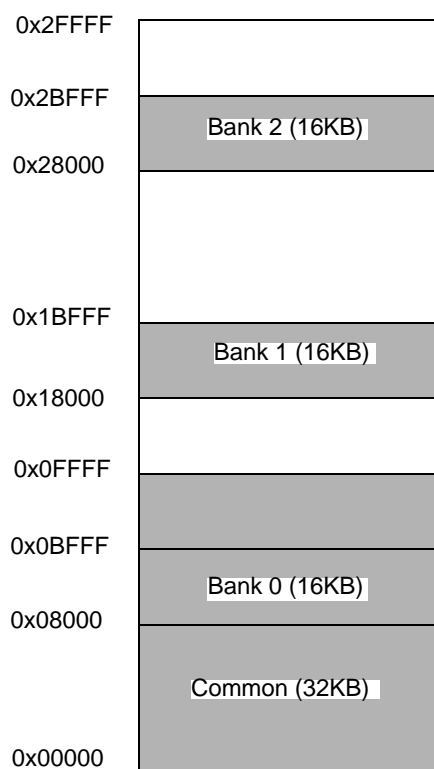 0x2FFFF
0x2BFFF
Bank 2 (16KB)
0x28000
0x1BFFF
Bank 1 (16KB)
0x18000
0x0FFFF
0x0BFFF
Bank 0 (16KB)
0x08000
Common (32KB)
0x00000